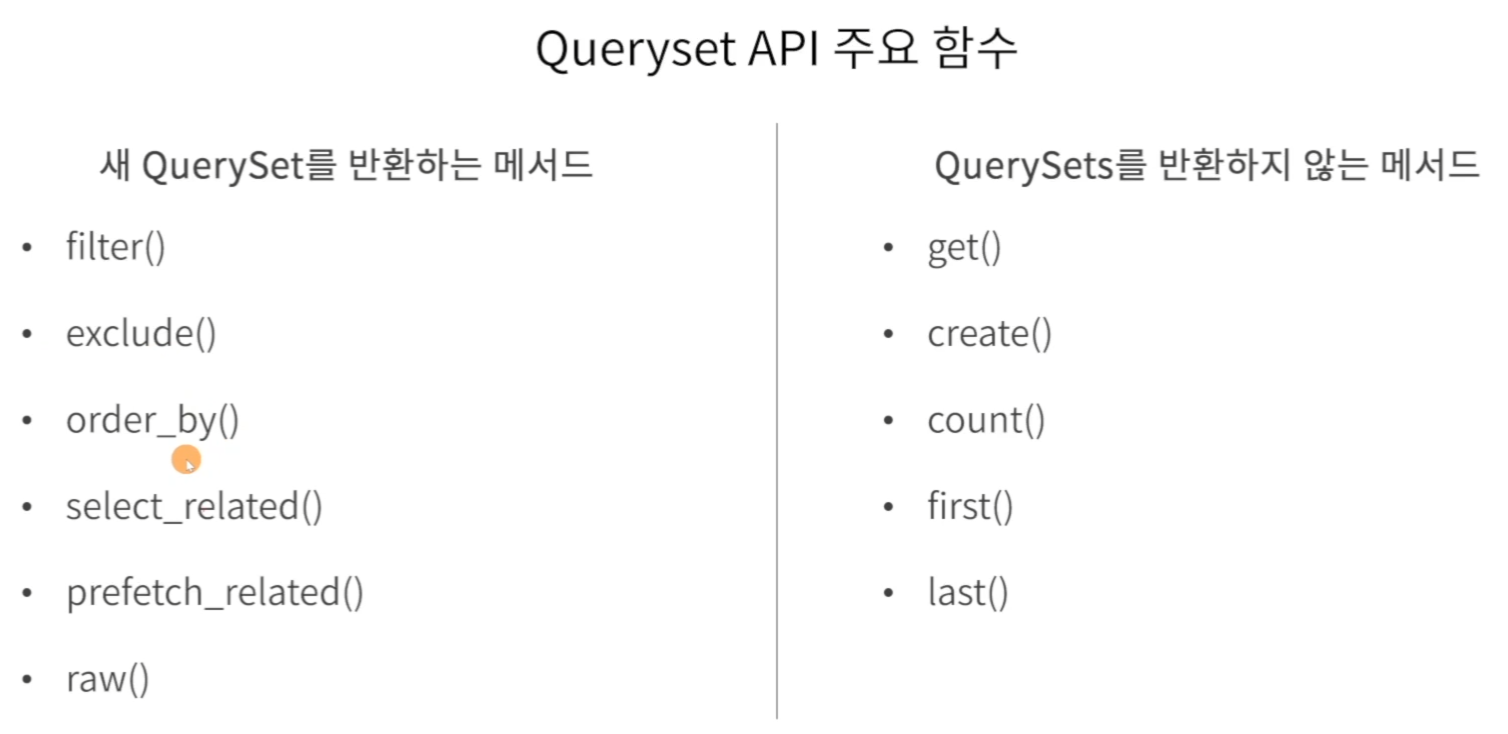 Queryset API 주요 함수
새 QuerySet를 반환하는 메서드
• filter()
• exclude()
• order_by()
• select_related()
• prefetch_related()
• raw()
QuerySets를 반환하지 않는 메서드
• get()
• create()
• count()
• first()
• last()